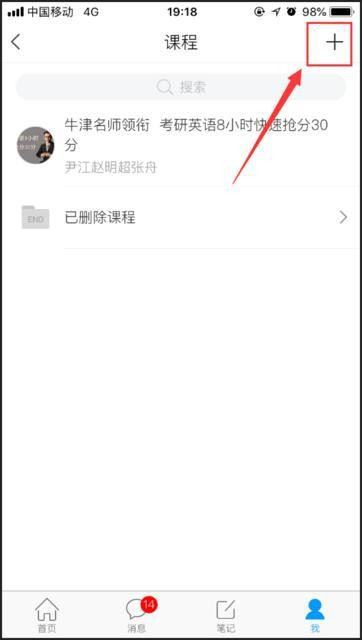 中国移动 4G 19:18 98%
课程
搜索
牛津名师领衔 考研英语8小时快速抢分30
分
尹江赵明超张舟
END 已删除课程
14
首页 消息 笔记 我